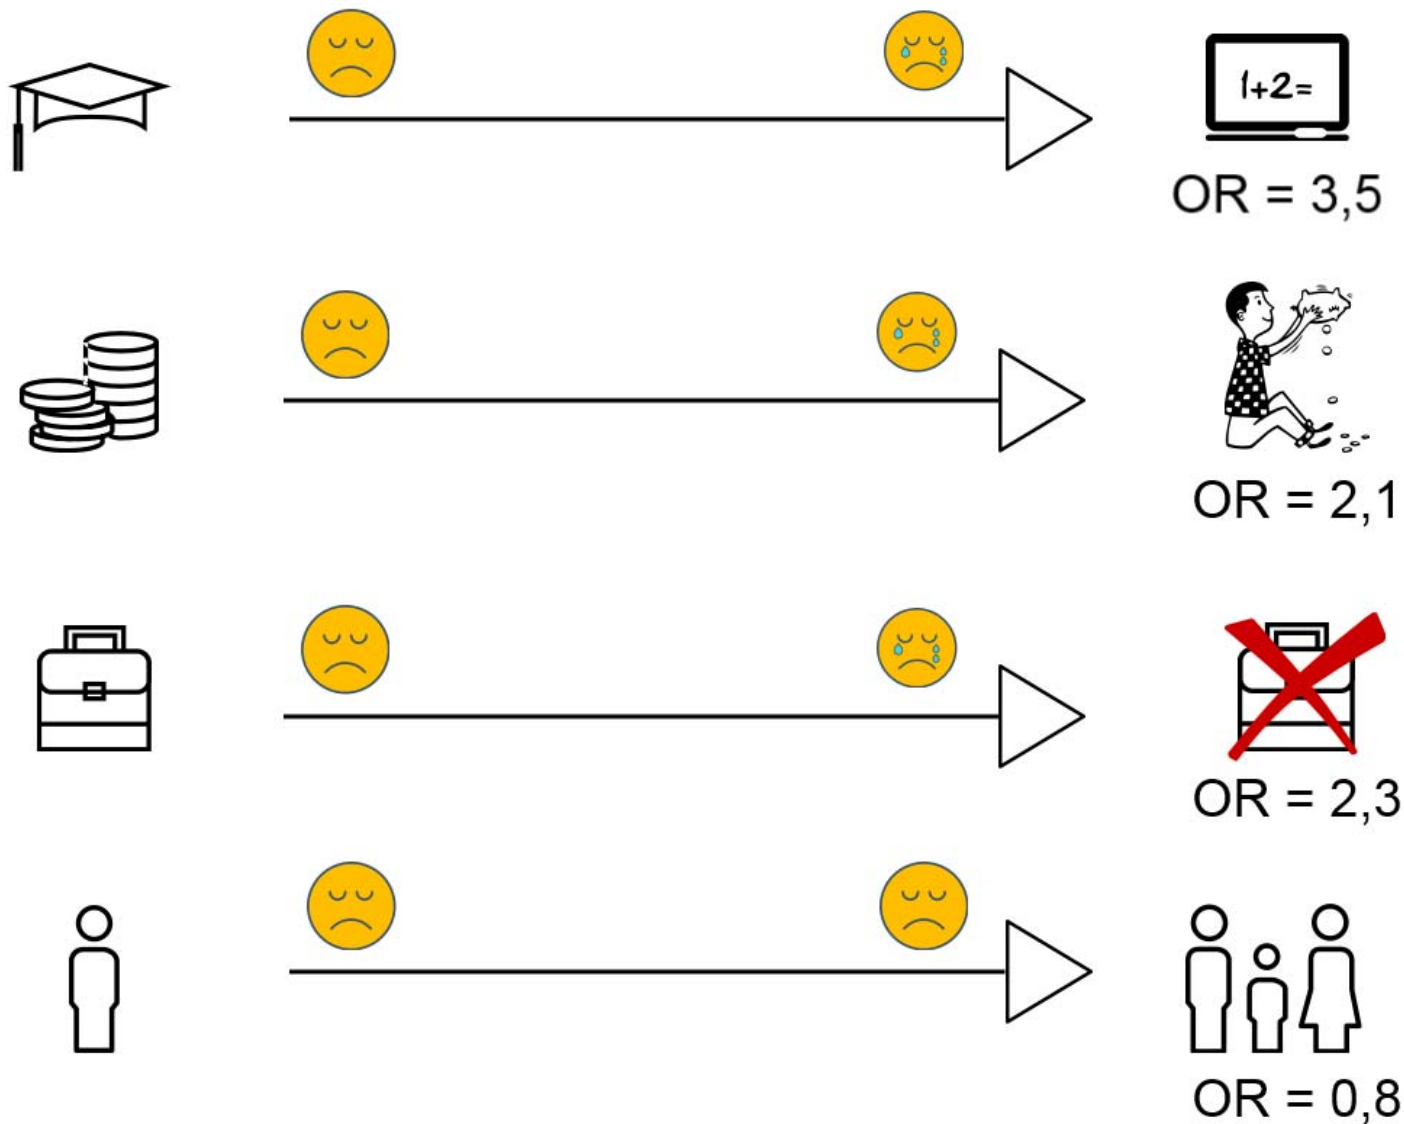 1+2=
OR = 3,5
OR = 2,1
OR = 2,3
OR = 0,8